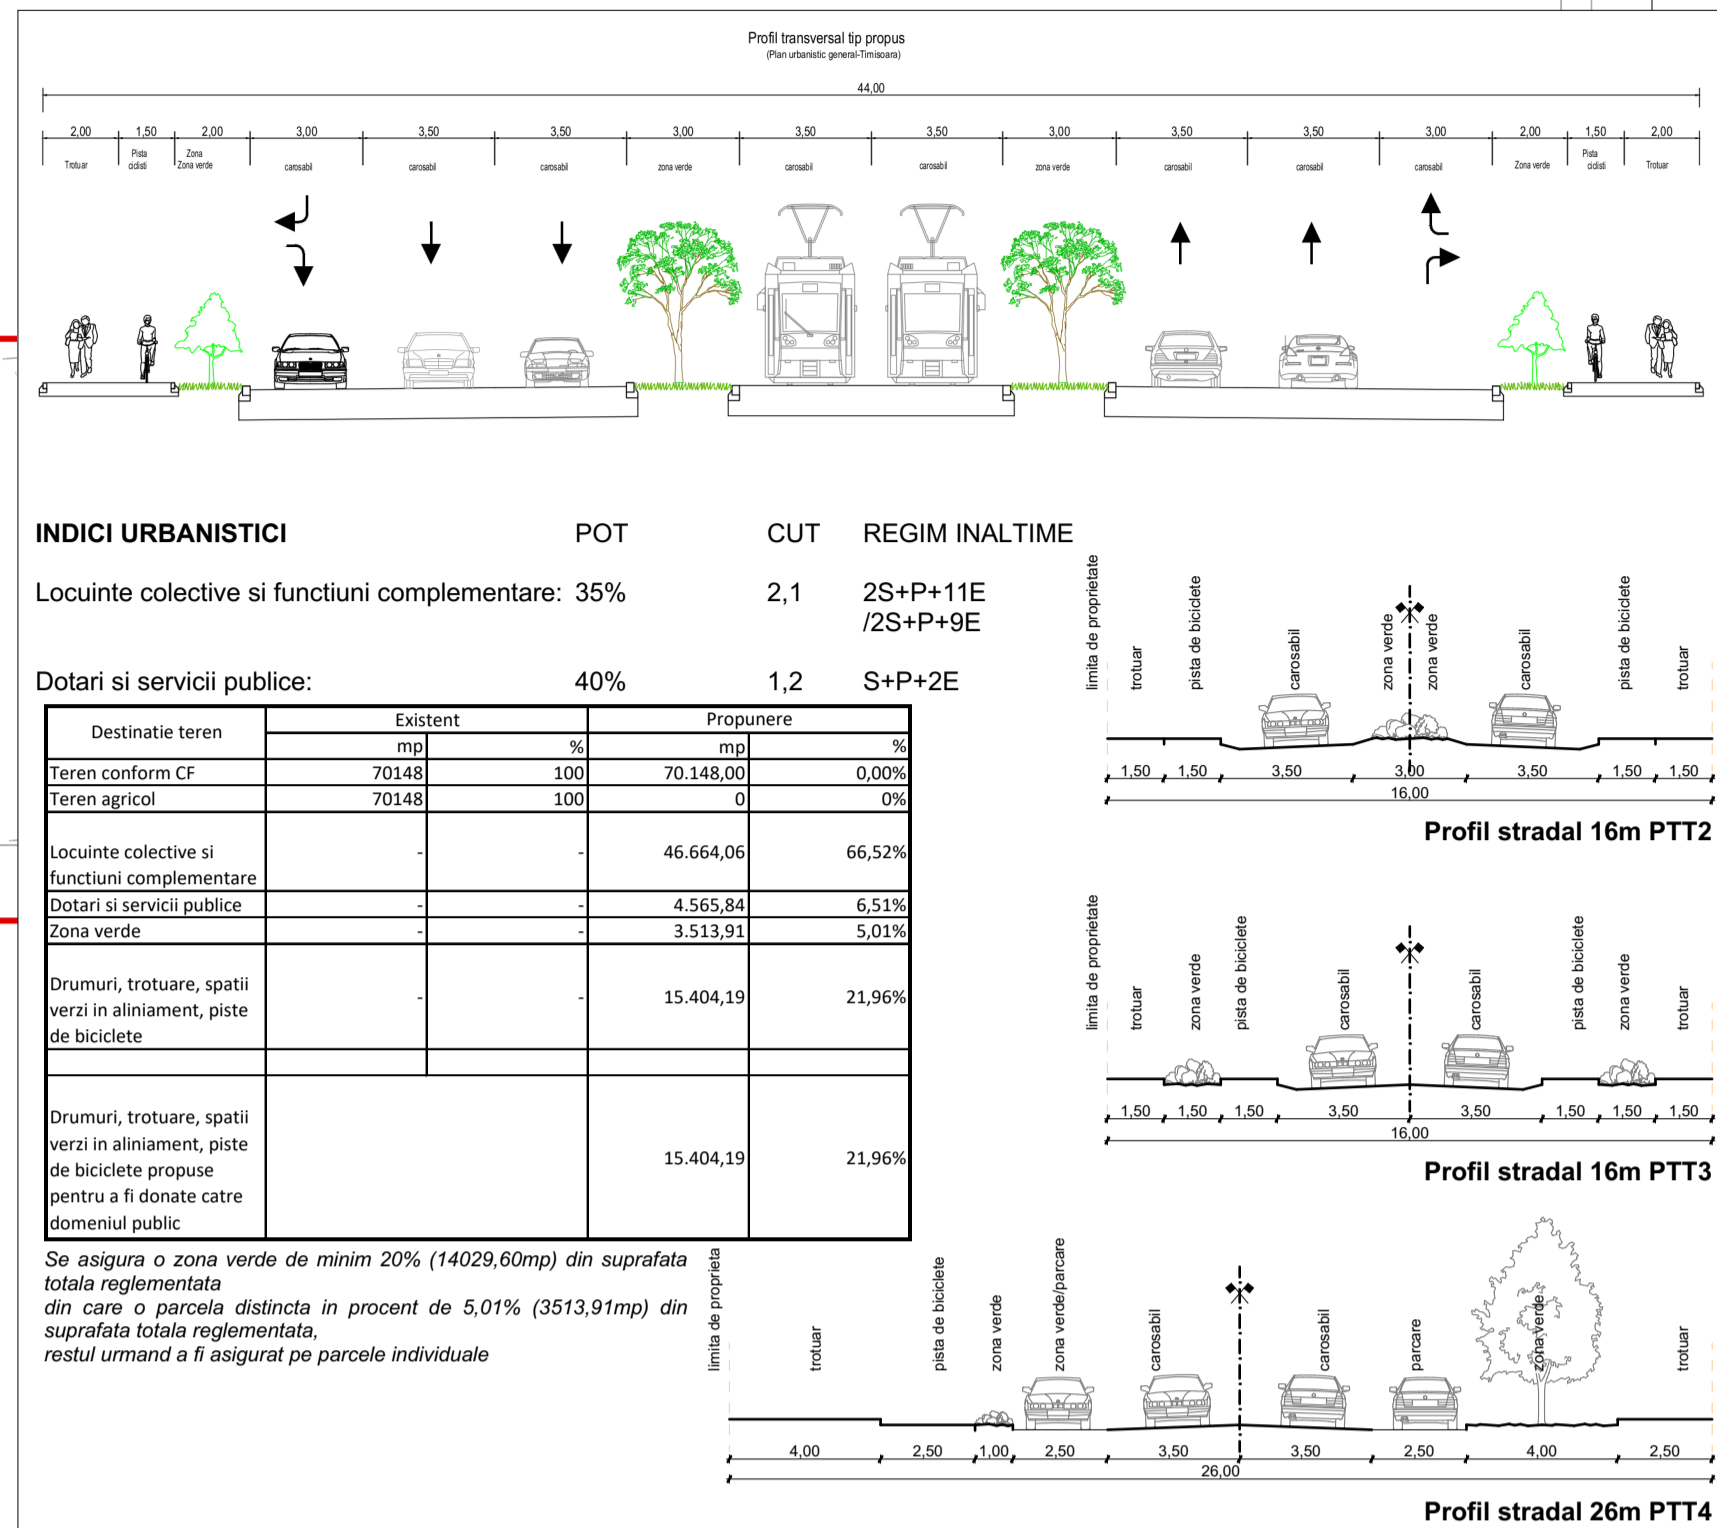 Profil transversal tip propus
(Plan urbanistic general-Timisoara)
44,00
2,00 1,50 2,00 3,00 3,50 3,50 3,00 3,50 3,50 3,00 3,50 3,50 3,00 2,00 1,50 2,00
Trotuar Pista ciclisti Zona Zona verde carosabil carosabil carosabil zona verde carosabil carosabil zona verde carosabil carosabil carosabil Zona verde Pista ciclisti Trotuar
INDICI URBANISTICI POT CUT REGIM INALTIME
Locuinte colective si functiuni complementare: 35% 2,1 2S+P+11E
/2S+P+9E
Dotari si servicii publice: 40% 1,2 S+P+2E
Destinatie teren Existent Propunere
mp % mp %
Teren conform CF 70148 100 70.148,00 0,00%
Teren agricol 70148 100 0 0%
Locuinte colective si
functiuni complementare - - 46.664,06 66,52%
Dotari si servicii publice - - 4.565,84 6,51%
Zona verde - - 3.513,91 5,01%
Drumuri, trotuare, spatii
verzi in aliniament, piste - - 15.404,19 21,96%
de biciclete
Drumuri, trotuare, spatii
verzi in aliniament, piste
de biciclete propuse 15.404,19 21,96%
pentru a fi donate catre
domeniul public
Se asigura o zona verde de minim 20% (14029,60mp) din suprafata
totala reglementata
din care o parcela distincta in procent de 5,01% (3513,91mp) din
suprafata totala reglementata,
restul urmand a fi asigurat pe parcele individuale
limita de proprietate trotuar pista de biciclete carosabil zona verde zona verde carosabil pista de biciclete trotuar
1,50 1,50 3,50 3,00 3,50 1,50 1,50
16,00
Profil stradal 16m PTT2
limita de proprietate trotuar zona verde pista de biciclete carosabil carosabil pista de biciclete zona verde trotuar
1,50 1,50 1,50 3,50 3,50 1,50 1,50 1,50
16,00
Profil stradal 16m PTT3
limita de proprieta trotuar pista de biciclete zona verde zona verde/parcare carosabil carosabil parcare zona verde trotuar
4,00 2,50 1,00 2,50 3,50 3,50 2,50 4,00 2,50
26,00
Profil stradal 26m PTT4